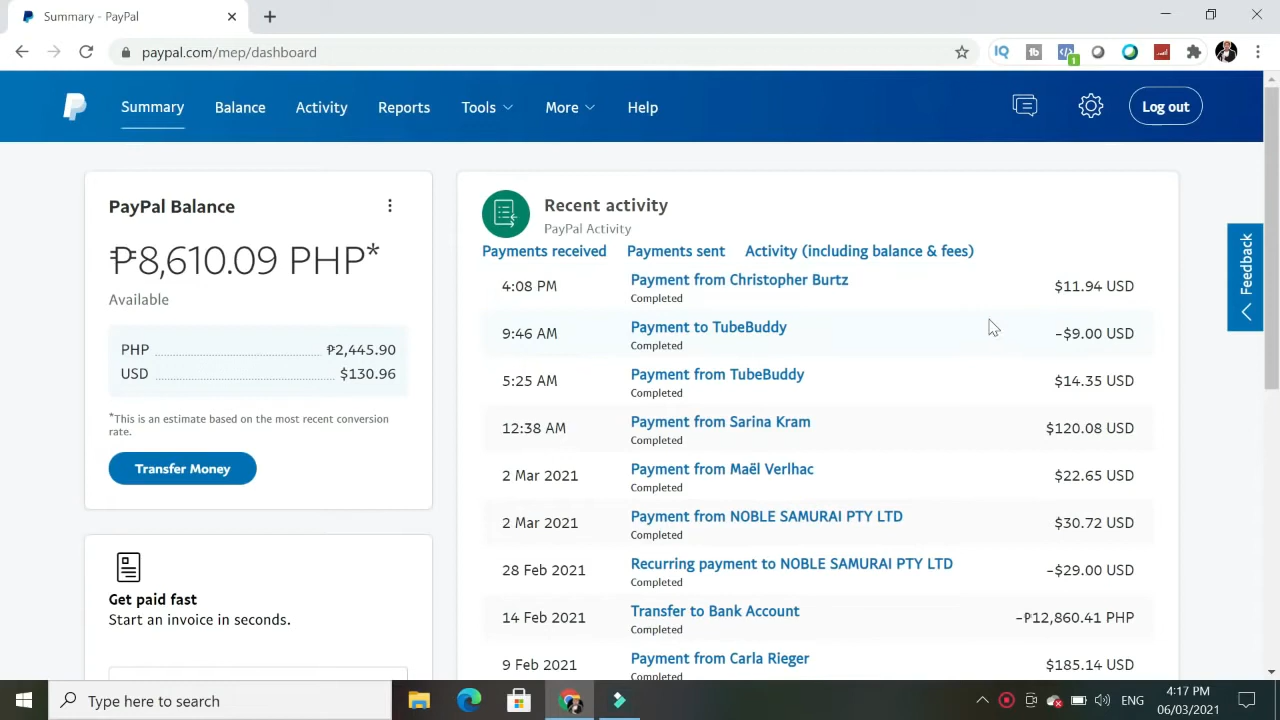 Summary - PayPal
paypal.com/mep/dashboard
IQ
tb
1
Summary
Balance
Activity
Reports
Tools
More
Help
Log out
PayPal Balance
₱8,610.09 PHP*
Available
PHP ₱2,445.90
USD $130.96
*This is an estimate based on the most recent conversion
rate.
Transfer Money
Get paid fast
Start an invoice in seconds.
Recent activity
PayPal Activity
Payments received Payments sent Activity (including balance & fees)
4:08 PM Payment from Christopher Burtz $11.94 USD
Completed
9:46 AM Payment to TubeBuddy -$9.00 USD
Completed
5:25 AM Payment from TubeBuddy $14.35 USD
Completed
12:38 AM Payment from Sarina Kram $120.08 USD
Completed
2 Mar 2021 Payment from Maël Verlhac $22.65 USD
Completed
2 Mar 2021 Payment from NOBLE SAMURAI PTY LTD $30.72 USD
Completed
28 Feb 2021 Recurring payment to NOBLE SAMURAI PTY LTD -$29.00 USD
Completed
14 Feb 2021 Transfer to Bank Account -₱12,860.41 PHP
Completed
9 Feb 2021 Payment from Carla Rieger $185.14 USD
Completed
Feedback
Type here to search
ENG
4:17 PM
06/03/2021